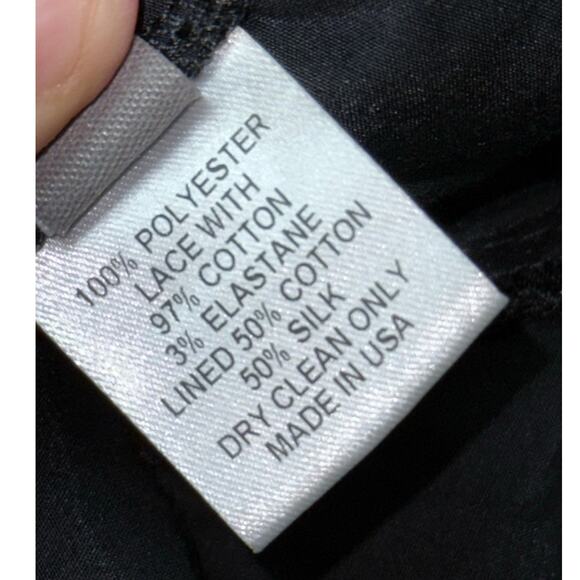 100% POLYESTER
LACE WITH
97% COTTON
3% ELASTANE
LINED 50% COTTON
50% SILK
DRY CLEAN ONLY
MADE IN USA